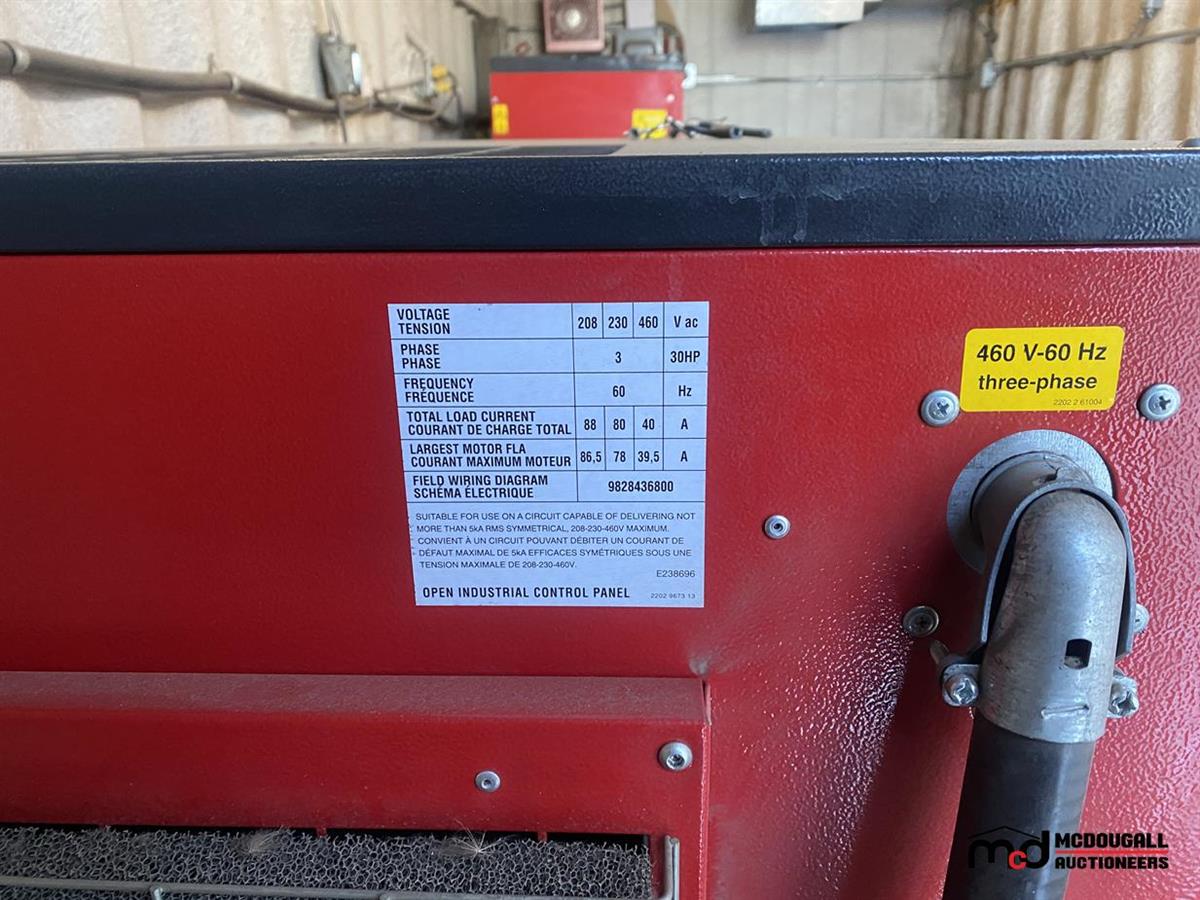 VOLTAGE
TENSION
208 230 460 V ac
PHASE
PHASE
3 30HP
FREQUENCY
FRÉQUENCE
60 Hz
TOTAL LOAD CURRENT
COURANT DE CHARGE TOTAL
88 80 40 A
LARGEST MOTOR FLA
COURANT MAXIMUM MOTEUR
86,5 78 39,5 A
FIELD WIRING DIAGRAM
SCHÉMA ÉLECTRIQUE
9828436800
SUITABLE FOR USE ON A CIRCUIT CAPABLE OF DELIVERING NOT
MORE THAN 5kA RMS SYMMETRICAL, 208-230-460V MAXIMUM.
CONVIENT À UN CIRCUIT POUVANT DÉBITER UN COURANT DE
DÉFAUT MAXIMAL DE 5kA EFFICACES SYMÉTRIQUES SOUS UNE
TENSION MAXIMALE DE 208-230-460V.
E238696
OPEN INDUSTRIAL CONTROL PANEL 2202 9673 13
460 V-60 Hz
three-phase
2202 2 61004
mcd MCDOUGALL
AUCTIONEERS